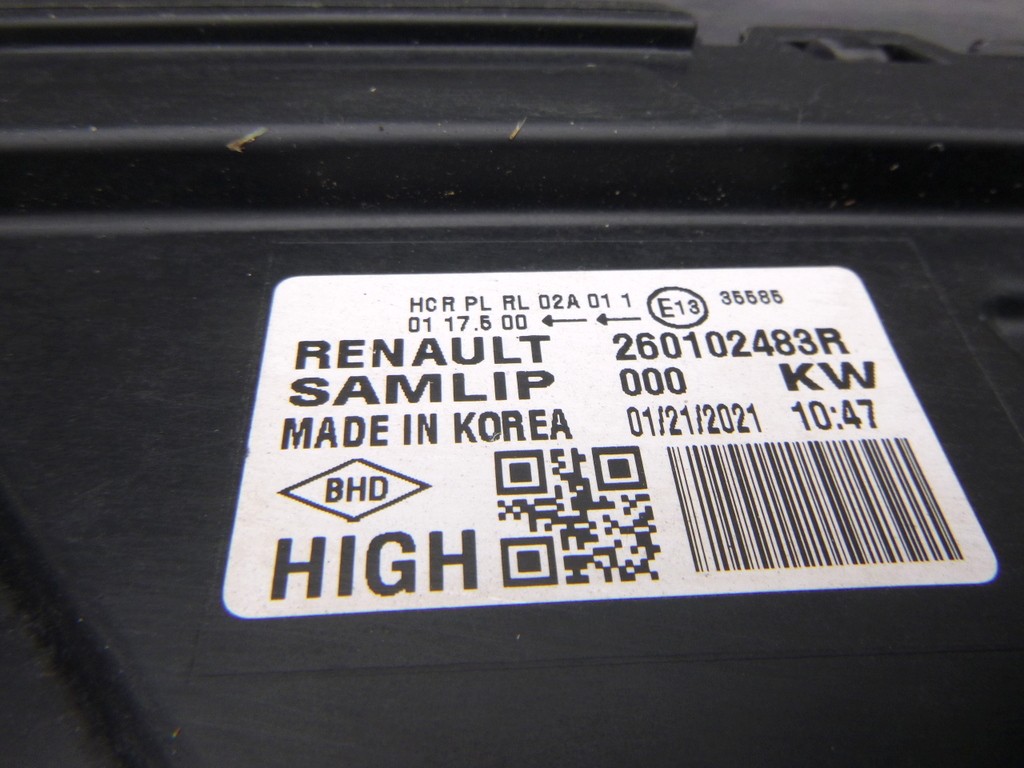 HCR PL RL 02A 01 1 E13 35585
01 17.5 00 ← ←
RENAULT 260102483R
SAMLIP 000 KW
MADE IN KOREA 01/21/2021 10:47
BHD
HIGH